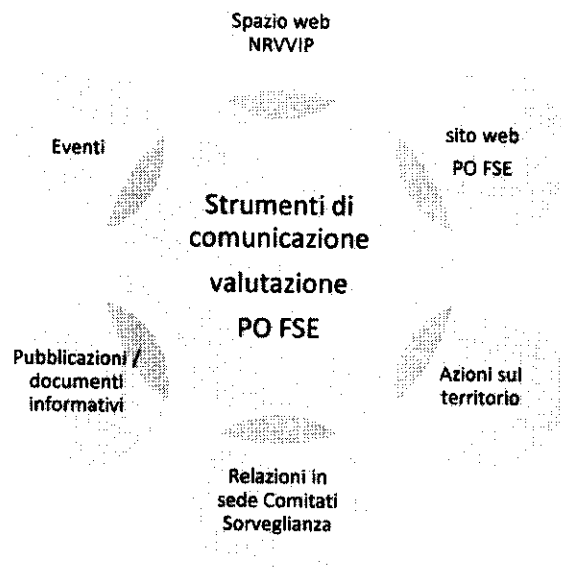 Spazio web
NRVVIP
Eventi
sito web
PO FSE
Strumenti di
comunicazione
valutazione
PO FSE
Pubblicazioni /
documenti
informativi
Azioni sul
territorio
Relazioni in
sede Comitati
Sorveglianza